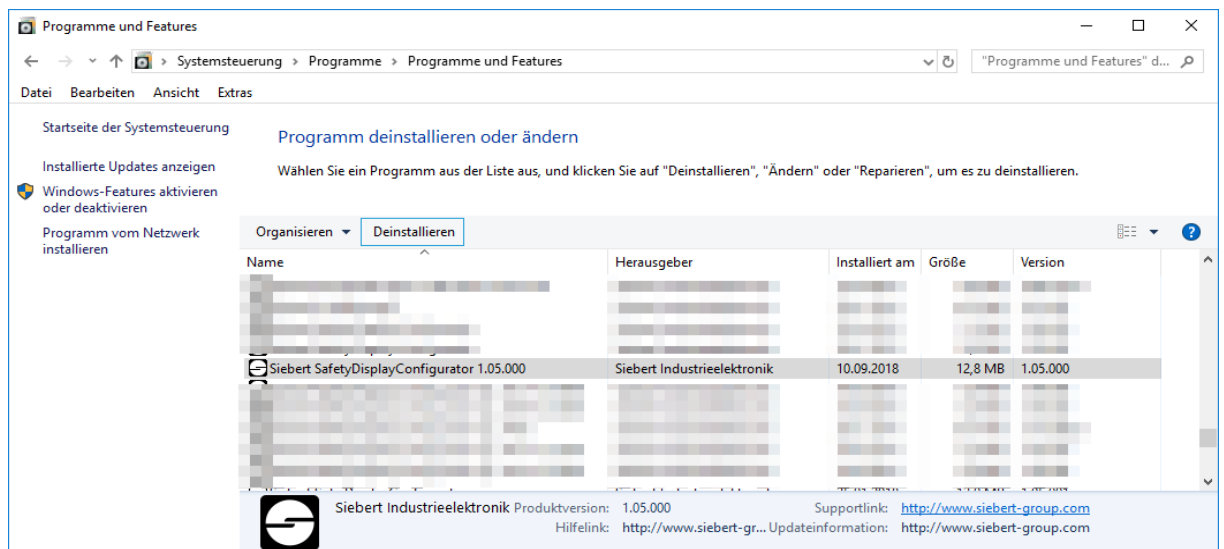 Programme und Features
Systemsteuerung › Programme › Programme und Features
"Programme und Features" d...
Datei Bearbeiten Ansicht Extras
Startseite der Systemsteuerung
Installierte Updates anzeigen
Windows-Features aktivieren
oder deaktivieren
Programm vom Netzwerk
installieren
Programm deinstallieren oder ändern
Wählen Sie ein Programm aus der Liste aus, und klicken Sie auf "Deinstallieren", "Ändern" oder "Reparieren", um es zu deinstallieren.
Organisieren Deinstallieren
Name Herausgeber Installiert am Größe Version
Siebert SafetyDisplayConfigurator 1.05.000 Siebert Industrieelektronik 10.09.2018 12,8 MB 1.05.000
Siebert Industrieelektronik Produktversion: 1.05.000 Supportlink: http://www.siebert-group.com
Hilfelink: http://www.siebert-gr... Updateinformation: http://www.siebert-group.com